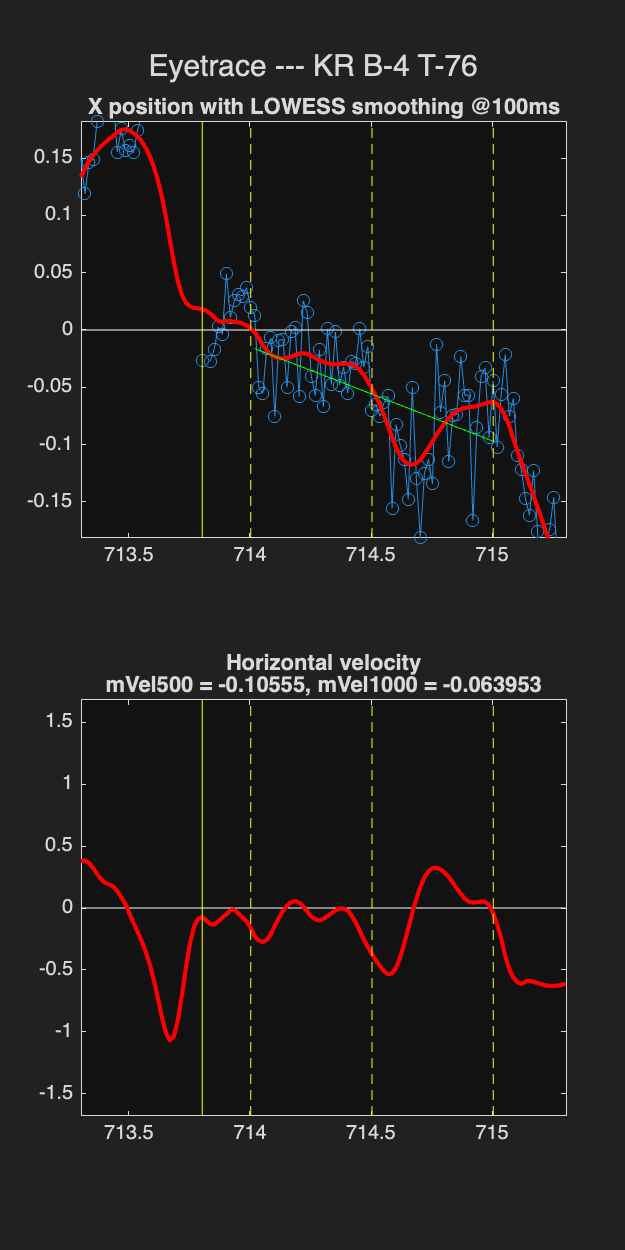 Eyetrace --- KR B-4 T-76
X position with LOWESS smoothing @100ms
0.15
0.1
0.05
0
-0.05
-0.1
-0.15
713.5 714 714.5 715
Horizontal velocity
mVel500 = -0.10555, mVel1000 = -0.063953
1.5
1
0.5
0
-0.5
-1
-1.5
713.5 714 714.5 715